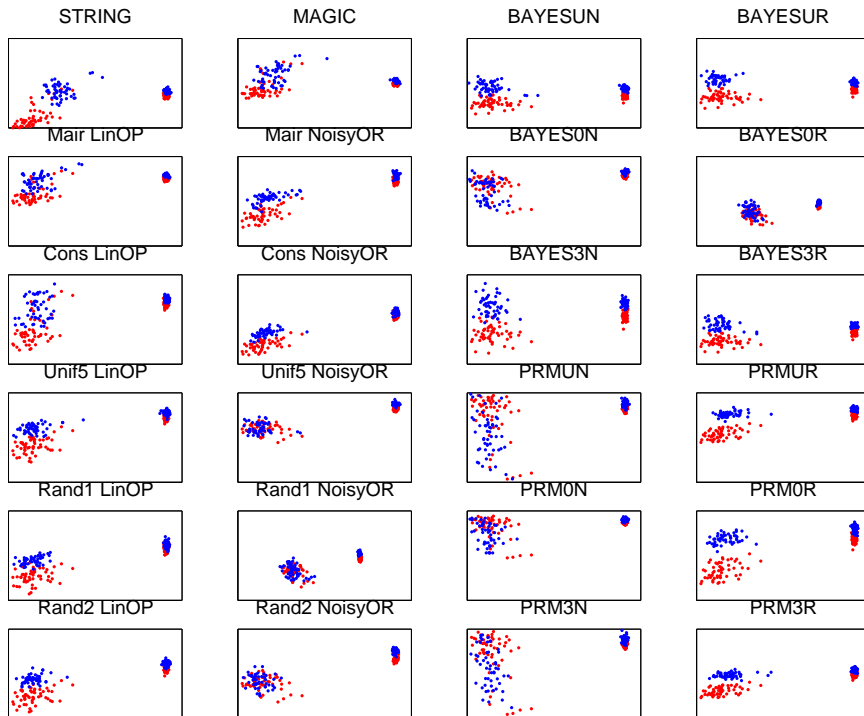 STRING MAGIC BAYESUN BAYESUR
Mair LinOP Mair NoisyOR BAYES0N BAYES0R
Cons LinOP Cons NoisyOR BAYES3N BAYES3R
Unif5 LinOP Unif5 NoisyOR PRMUN PRMUR
Rand1 LinOP Rand1 NoisyOR PRM0N PRM0R
Rand2 LinOP Rand2 NoisyOR PRM3N PRM3R